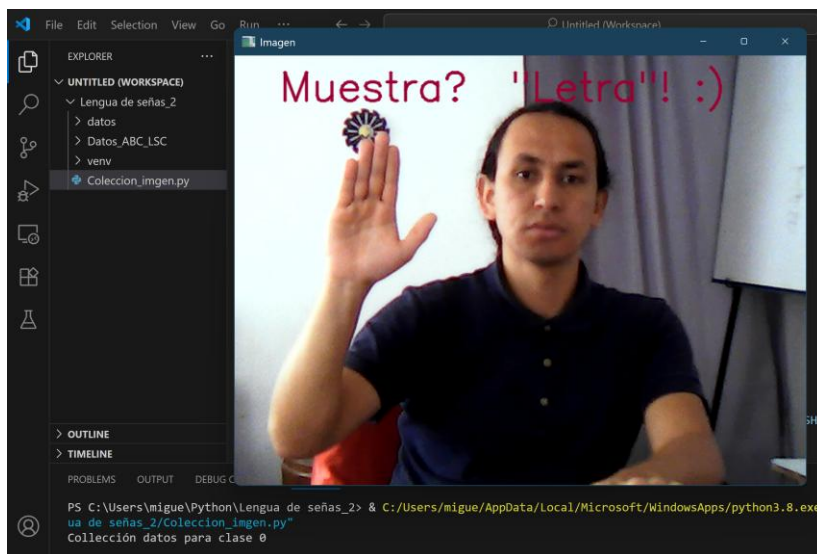 File Edit Selection View Go Run ... Untitled (Workspace)
Imagen
EXPLORER ...
UNTITLED (WORKSPACE)
Lengua de señas_2
datos
Datos_ABC_LSC
venv
Coleccion_imgen.py
Muestra? "Letra"! :)
OUTLINE
TIMELINE
PROBLEMS OUTPUT DEBUG C
PS C:\Users\migue\Python\Lengua de señas_2> & C:/Users/migue/AppData/Local/Microsoft/WindowsApps/python3.8.exe
ua de señas_2/Coleccion_imgen.py"
Collección datos para clase 0